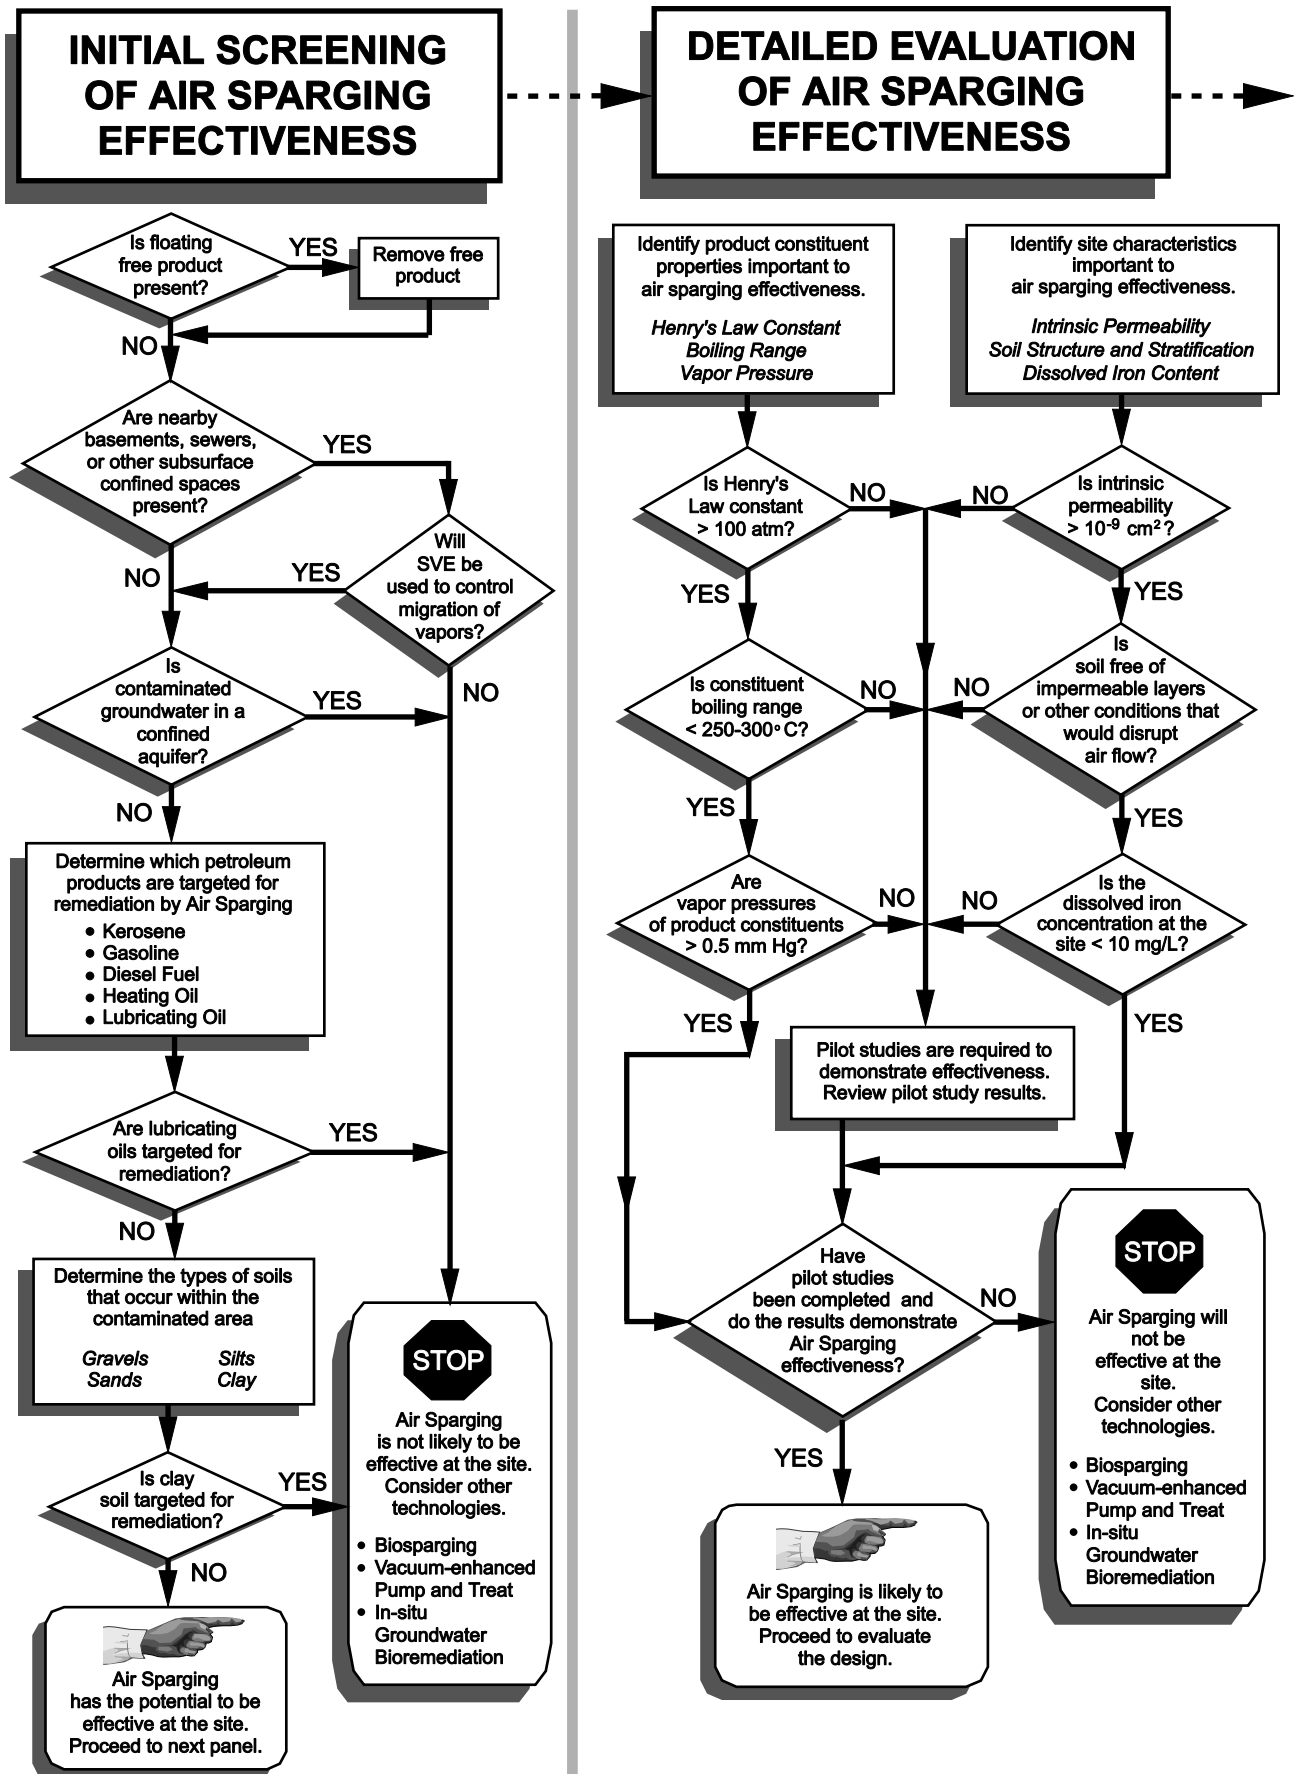 INITIAL SCREENING
OF AIR SPARGING
EFFECTIVENESS
Is floating
free product
present?
YES
Remove free
product
NO
Are nearby
basements, sewers,
or other subsurface
confined spaces
present?
YES
NO
Will
SVE be
used to control
migration of
vapors?
YES
NO
Is
contaminated
groundwater in a
confined
aquifer?
YES
NO
Determine which petroleum
products are targeted for
remediation by Air Sparging
• Kerosene
• Gasoline
• Diesel Fuel
• Heating Oil
• Lubricating Oil
Are lubricating
oils targeted for
remediation?
YES
NO
Determine the types of soils
that occur within the
contaminated area
Gravels Silts
Sands Clay
Is clay
soil targeted for
remediation?
YES
NO
Air Sparging
has the potential to be
effective at the site.
Proceed to next panel.
STOP
Air Sparging
is not likely to be
effective at the site.
Consider other
technologies.
• Biosparging
• Vacuum-enhanced
Pump and Treat
• In-situ
Groundwater
Bioremediation
DETAILED EVALUATION
OF AIR SPARGING
EFFECTIVENESS
Identify product constituent
properties important to
air sparging effectiveness.
Henry's Law Constant
Boiling Range
Vapor Pressure
Identify site characteristics
important to
air sparging effectiveness.
Intrinsic Permeability
Soil Structure and Stratification
Dissolved Iron Content
Is Henry's
Law constant
> 100 atm?
NO
YES
Is intrinsic
permeability
> 10⁻⁹ cm²?
NO
YES
Is constituent
boiling range
< 250-300°C?
NO
YES
Is
soil free of
impermeable layers
or other conditions that
would disrupt
air flow?
NO
YES
Are
vapor pressures
of product constituents
> 0.5 mm Hg?
NO
YES
Is the
dissolved iron
concentration at the
site < 10 mg/L?
NO
YES
Pilot studies are required to
demonstrate effectiveness.
Review pilot study results.
Have
pilot studies
been completed and
do the results demonstrate
Air Sparging
effectiveness?
NO
YES
STOP
Air Sparging will
not be
effective at the
site.
Consider other
technologies.
• Biosparging
• Vacuum-enhanced
Pump and Treat
• In-situ
Groundwater
Bioremediation
Air Sparging is likely to
be effective at the site.
Proceed to evaluate
the design.